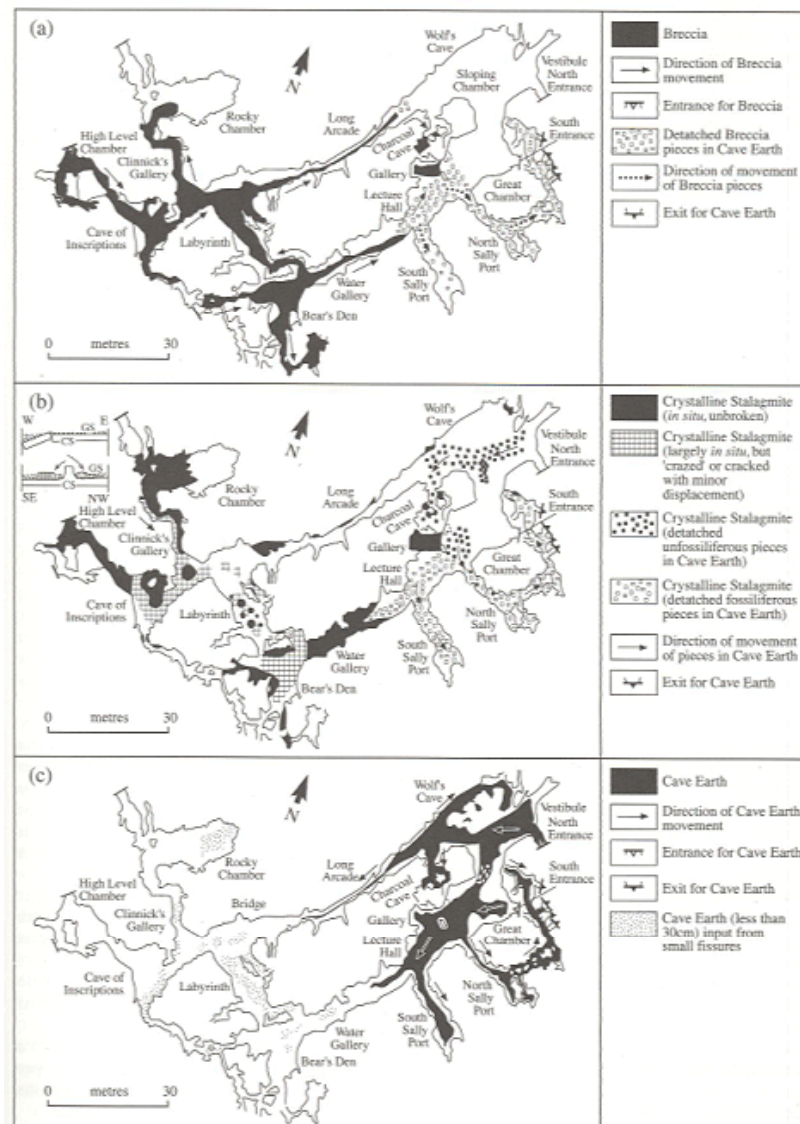 (a)
N
Wolf's
Cave
Sloping
Chamber
Vestibule
North
Entrance
South
Entrance
Rocky
Chamber
High Level
Chamber
Clinnick's
Gallery
Long
Arcade
Charcoal
Cave
Gallery
Lecture
Hall
Great
Chamber
Cave of
Inscriptions
Labyrinth
Water
Gallery
South
Sally
Port
North
Sally
Port
Bear's Den
0 metres 30
Breccia
Direction of Breccia
movement
Entrance for Breccia
Detatched Breccia
pieces in Cave Earth
Direction of movement
of Breccia pieces
Exit for Cave Earth
(b)
W E
GS
CS
GS
CS
SE NW
N
Wolf's
Cave
Vestibule
North
Entrance
South
Entrance
Rocky
Chamber
High Level
Chamber
Clinnick's
Gallery
Long
Arcade
Charcoal
Cave
Gallery
Lecture
Hall
Great
Chamber
Cave of
Inscriptions
Labyrinth
Water
Gallery
South
Sally
Port
North
Sally
Port
Bear's Den
0 metres 30
Crystalline Stalagmite
(in situ, unbroken)
Crystalline Stalagmite
(largely in situ, but
'crazed' or cracked
with minor
displacement)
Crystalline Stalagmite
(detatched
unfossiliferous pieces
in Cave Earth)
Crystalline Stalagmite
(detatched fossiliferous
pieces in Cave Earth)
Direction of movement
of pieces in Cave Earth
Exit for Cave Earth
(c)
N
Wolf's
Cave
Vestibule
North
Entrance
South
Entrance
Rocky
Chamber
High Level
Chamber
Clinnick's
Gallery
Bridge
Long
Arcade
Charcoal
Cave
Gallery
Lecture
Hall
Great
Chamber
Cave of
Inscriptions
Labyrinth
Water
Gallery
South
Sally
Port
North
Sally
Port
Bear's Den
0 metres 30
Cave Earth
Direction of Cave Earth
movement
Entrance for Cave Earth
Exit for Cave Earth
Cave Earth (less than
30cm) input from
small fissures